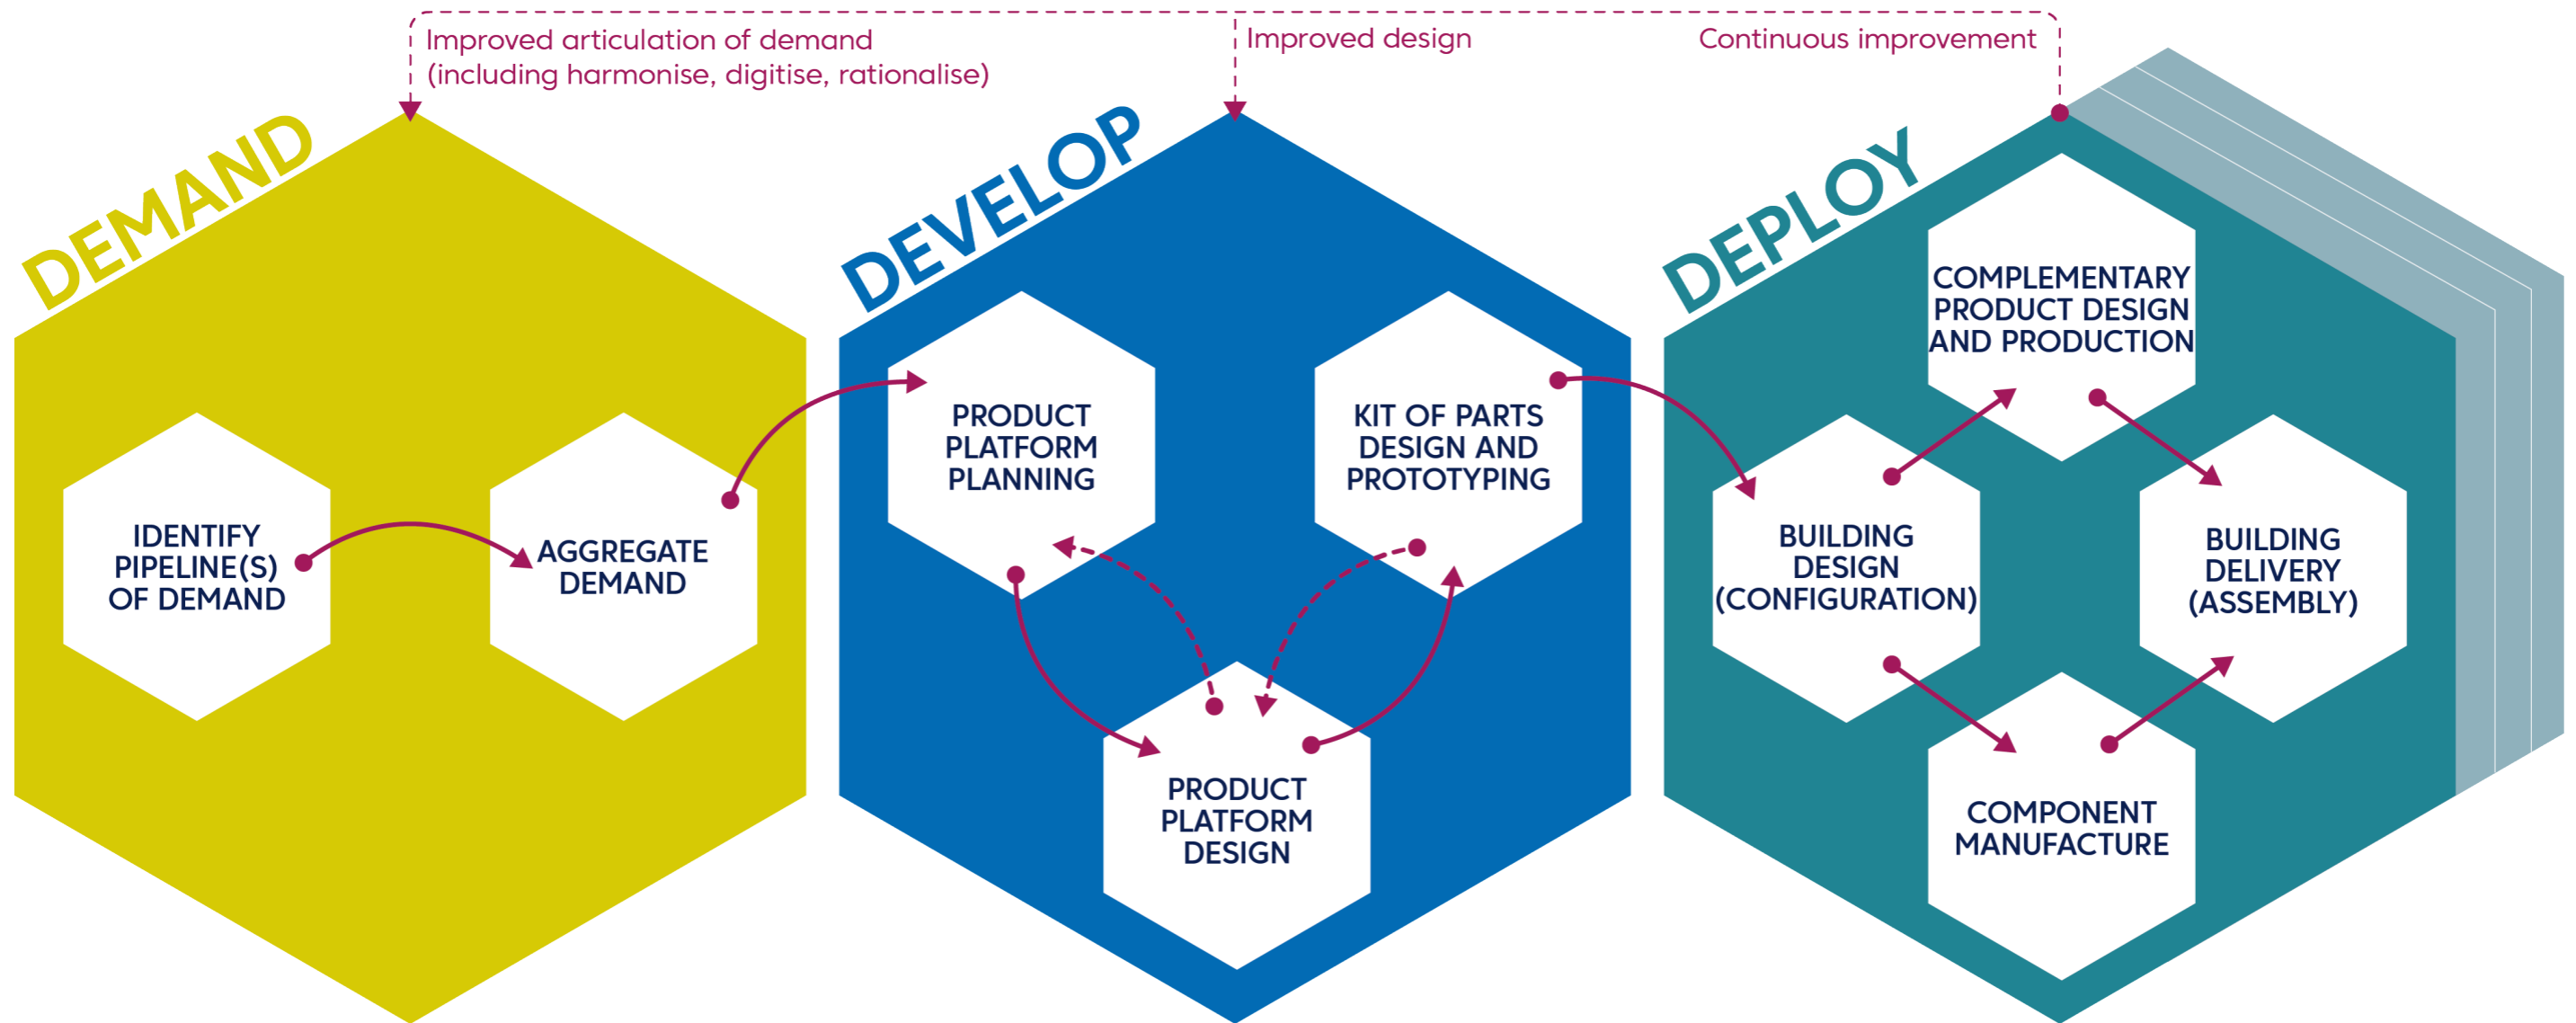 Improved articulation of demand
(including harmonise, digitise, rationalise)
Improved design
Continuous improvement
DEMAND
IDENTIFY
PIPELINE(S)
OF DEMAND
AGGREGATE
DEMAND
DEVELOP
PRODUCT
PLATFORM
PLANNING
PRODUCT
PLATFORM
DESIGN
KIT OF PARTS
DESIGN AND
PROTOTYPING
DEPLOY
BUILDING
DESIGN
(CONFIGURATION)
COMPLEMENTARY
PRODUCT DESIGN
AND PRODUCTION
COMPONENT
MANUFACTURE
BUILDING
DELIVERY
(ASSEMBLY)